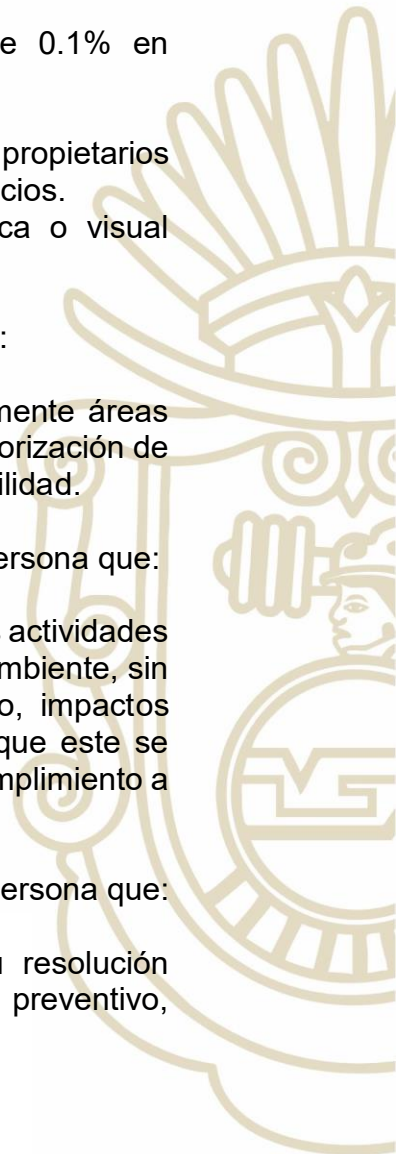 e 0.1% en
propietarios
cios.
ca o visual
:
mente áreas
orización de
ilidad.
ersona que:
s actividades
mbiente, sin
o, impactos
que este se
mplimiento a
ersona que:
u resolución
preventivo,